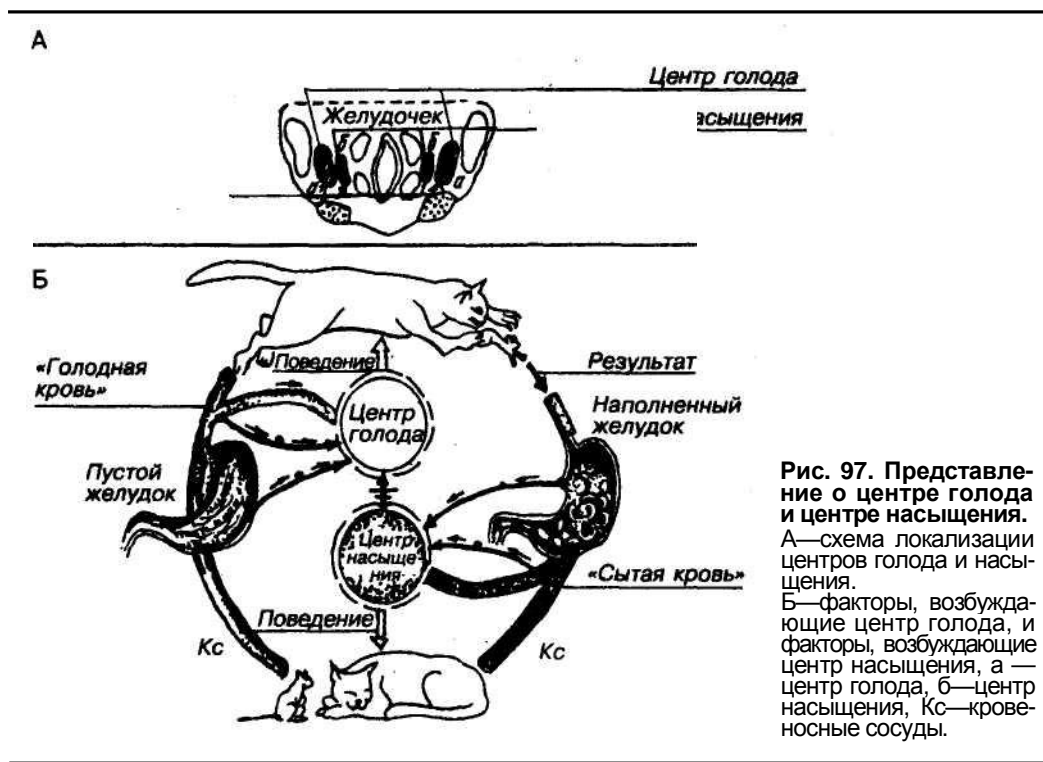 А
Центр голода
Желудочек
сыщения
б
б
а
а
Б
Поведение
«Голодная
кровь»
Результат
Центр
голода
Наполненный
желудок
Пустой
желудок
Центр
насыще
ния
«Сытая кровь»
Поведение
Кс
Кс
Рис. 97. Представле-
ние о центре голода
и центре насыщения.
А—схема локализации
центров голода и насы-
щения.
Б—факторы, возбужда-
ющие центр голода, и
факторы, возбуждающие
центр насыщения, а —
центр голода, б—центр
насыщения, Кс—крове-
носные сосуды.